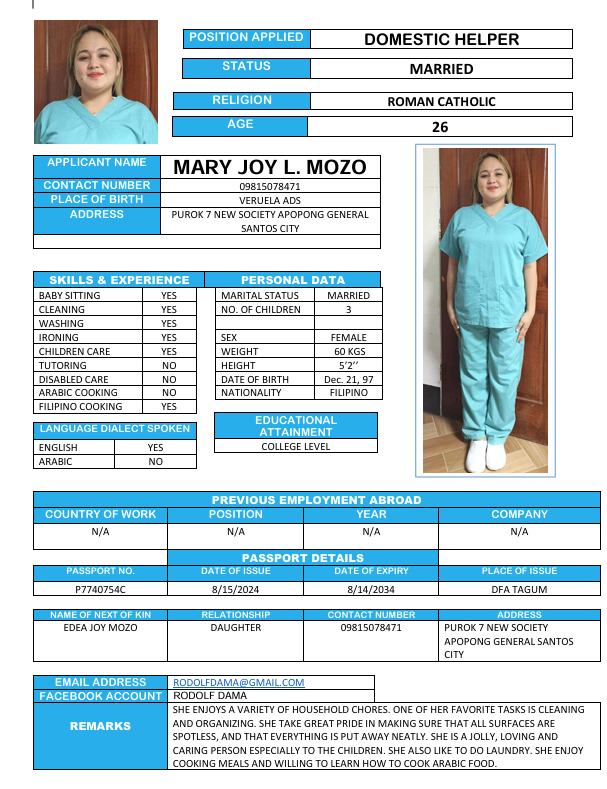 POSITION APPLIED DOMESTIC HELPER
STATUS MARRIED
RELIGION ROMAN CATHOLIC
AGE 26
APPLICANT NAME MARY JOY L. MOZO
CONTACT NUMBER 09815078471
PLACE OF BIRTH VERUELA ADS
ADDRESS PUROK 7 NEW SOCIETY APOPONG GENERAL
SANTOS CITY
SKILLS & EXPERIENCE PERSONAL DATA
BABY SITTING YES MARITAL STATUS MARRIED
CLEANING YES NO. OF CHILDREN 3
WASHING YES
IRONING YES SEX FEMALE
CHILDREN CARE YES WEIGHT 60 KGS
TUTORING NO HEIGHT 5’2’’
DISABLED CARE NO DATE OF BIRTH Dec. 21, 97
ARABIC COOKING NO NATIONALITY FILIPINO
FILIPINO COOKING YES
EDUCATIONAL
ATTAINMENT
COLLEGE LEVEL
LANGUAGE DIALECT SPOKEN
ENGLISH YES
ARABIC NO
PREVIOUS EMPLOYMENT ABROAD
COUNTRY OF WORK POSITION YEAR COMPANY
N/A N/A N/A N/A
PASSPORT DETAILS
PASSPORT NO. DATE OF ISSUE DATE OF EXPIRY PLACE OF ISSUE
P7740754C 8/15/2024 8/14/2034 DFA TAGUM
NAME OF NEXT OF KIN RELATIONSHIP CONTACT NUMBER ADDRESS
EDEA JOY MOZO DAUGHTER 09815078471 PUROK 7 NEW SOCIETY
APOPONG GENERAL SANTOS
CITY
EMAIL ADDRESS RODOLFDAMA@GMAIL.COM
FACEBOOK ACCOUNT RODOLF DAMA
REMARKS
SHE ENJOYS A VARIETY OF HOUSEHOLD CHORES. ONE OF HER FAVORITE TASKS IS CLEANING
AND ORGANIZING. SHE TAKE GREAT PRIDE IN MAKING SURE THAT ALL SURFACES ARE
SPOTLESS, AND THAT EVERYTHING IS PUT AWAY NEATLY. SHE IS A JOLLY, LOVING AND
CARING PERSON ESPECIALLY TO THE CHILDREN. SHE ALSO LIKE TO DO LAUNDRY. SHE ENJOY
COOKING MEALS AND WILLING TO LEARN HOW TO COOK ARABIC FOOD.